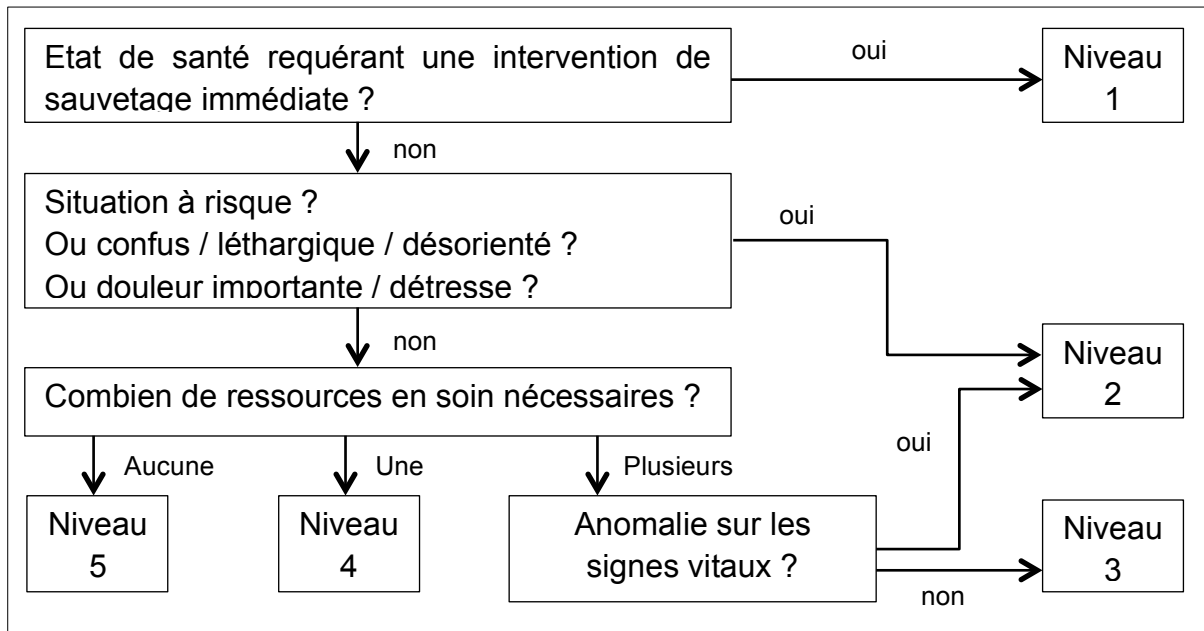 Etat de santé requérant une intervention de
sauvetage immédiate ?
oui
Niveau
1
non
Situation à risque ?
Ou confus / léthargique / désorienté ?
Ou douleur importante / détresse ?
oui
Niveau
2
non
Combien de ressources en soin nécessaires ?
oui
Aucune
Une
Plusieurs
Niveau
5
Niveau
4
Anomalie sur les
signes vitaux ?
Niveau
3
non